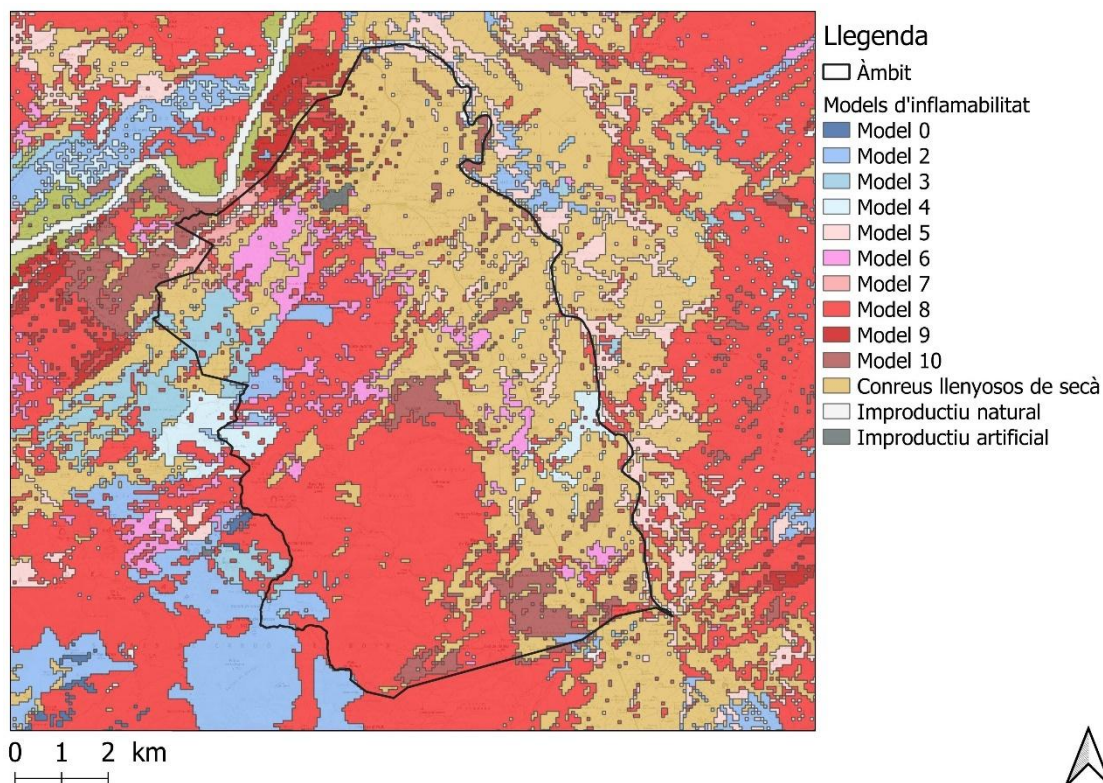 Llegenda
Àmbit
Models d'inflamabilitat
Model 0
Model 2
Model 3
Model 4
Model 5
Model 6
Model 7
Model 8
Model 9
Model 10
Conreus llenyosos de secà
Improductiu natural
Improductiu artificial
0 1 2 km